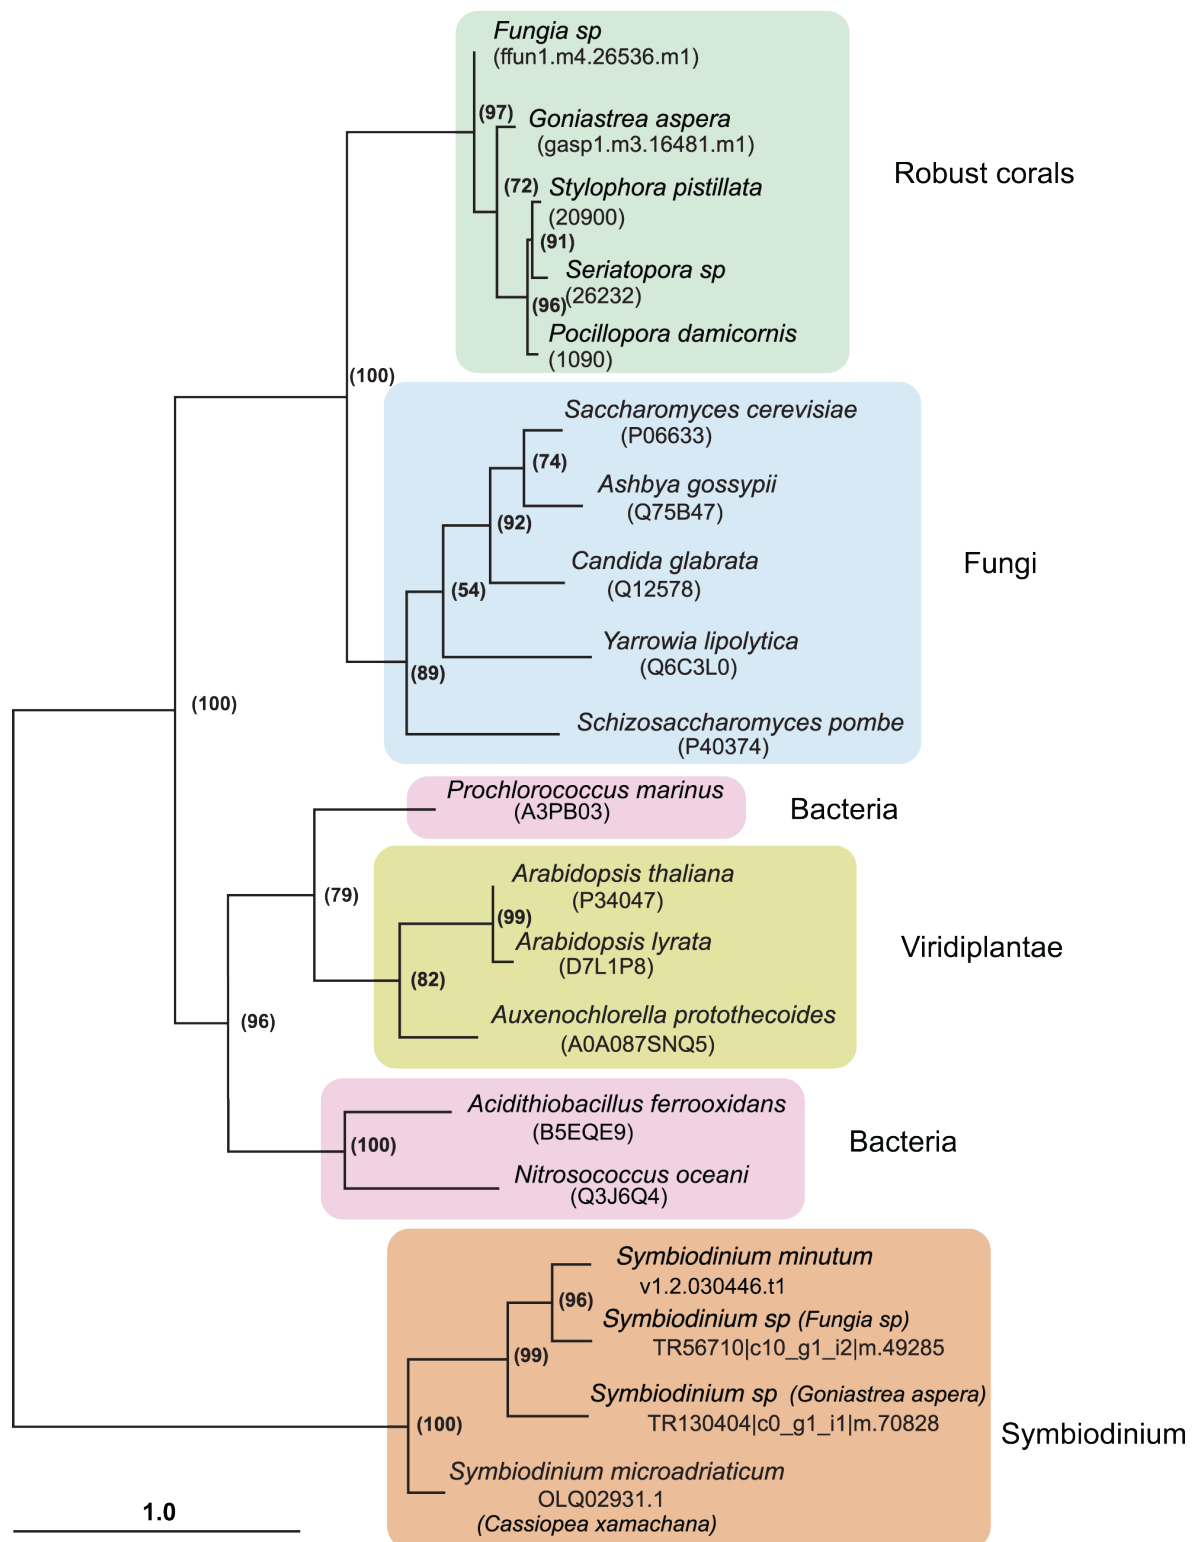 Fungia sp
(ffun1.m4.26536.m1)
(97)
Goniastrea aspera
(gasp1.m3.16481.m1)
Robust corals
(72)
Stylophora pistillata
(20900)
(91)
Seriatopora sp
(26232)
(96)
Pocillopora damicornis
(1090)
(100)
Saccharomyces cerevisiae
(P06633)
(74)
Ashbya gossypii
(Q75B47)
(92)
Candida glabrata
(Q12578)
Fungi
(54)
Yarrowia lipolytica
(Q6C3L0)
(89)
Schizosaccharomyces pombe
(P40374)
(100)
Prochlorococcus marinus
(A3PB03)
Bacteria
(79)
Arabidopsis thaliana
(P34047)
(99)
Arabidopsis lyrata
(D7L1P8)
Viridiplantae
(82)
Auxenochlorella protothecoides
(A0A087SNQ5)
(96)
Acidithiobacillus ferrooxidans
(B5EQE9)
(100)
Bacteria
Nitrosococcus oceani
(Q3J6Q4)
Symbiodinium minutum
v1.2.030446.t1
(96)
Symbiodinium sp (Fungia sp)
TR56710|c10_g1_i2|m.49285
(99)
Symbiodinium sp (Goniastrea aspera)
TR130404|c0_g1_i1|m.70828
(100)
Symbiodinium
Symbiodinium microadriaticum
OLQ02931.1
(Cassiopea xamachana)
1.0